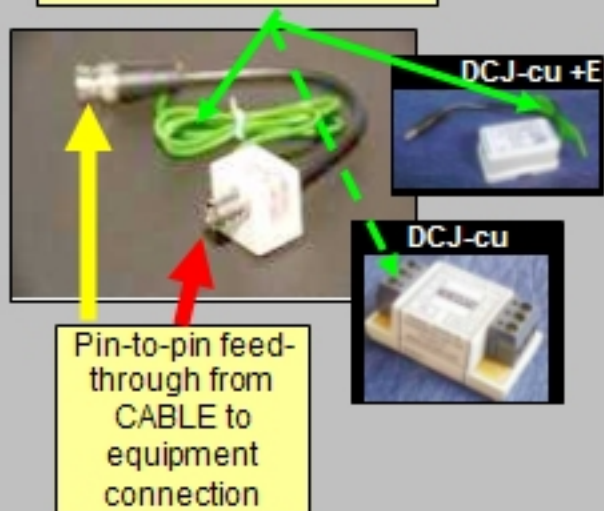 DCJ-cu +E
DCJ-cu
Pin-to-pin feed-
through from
CABLE to
equipment
connection